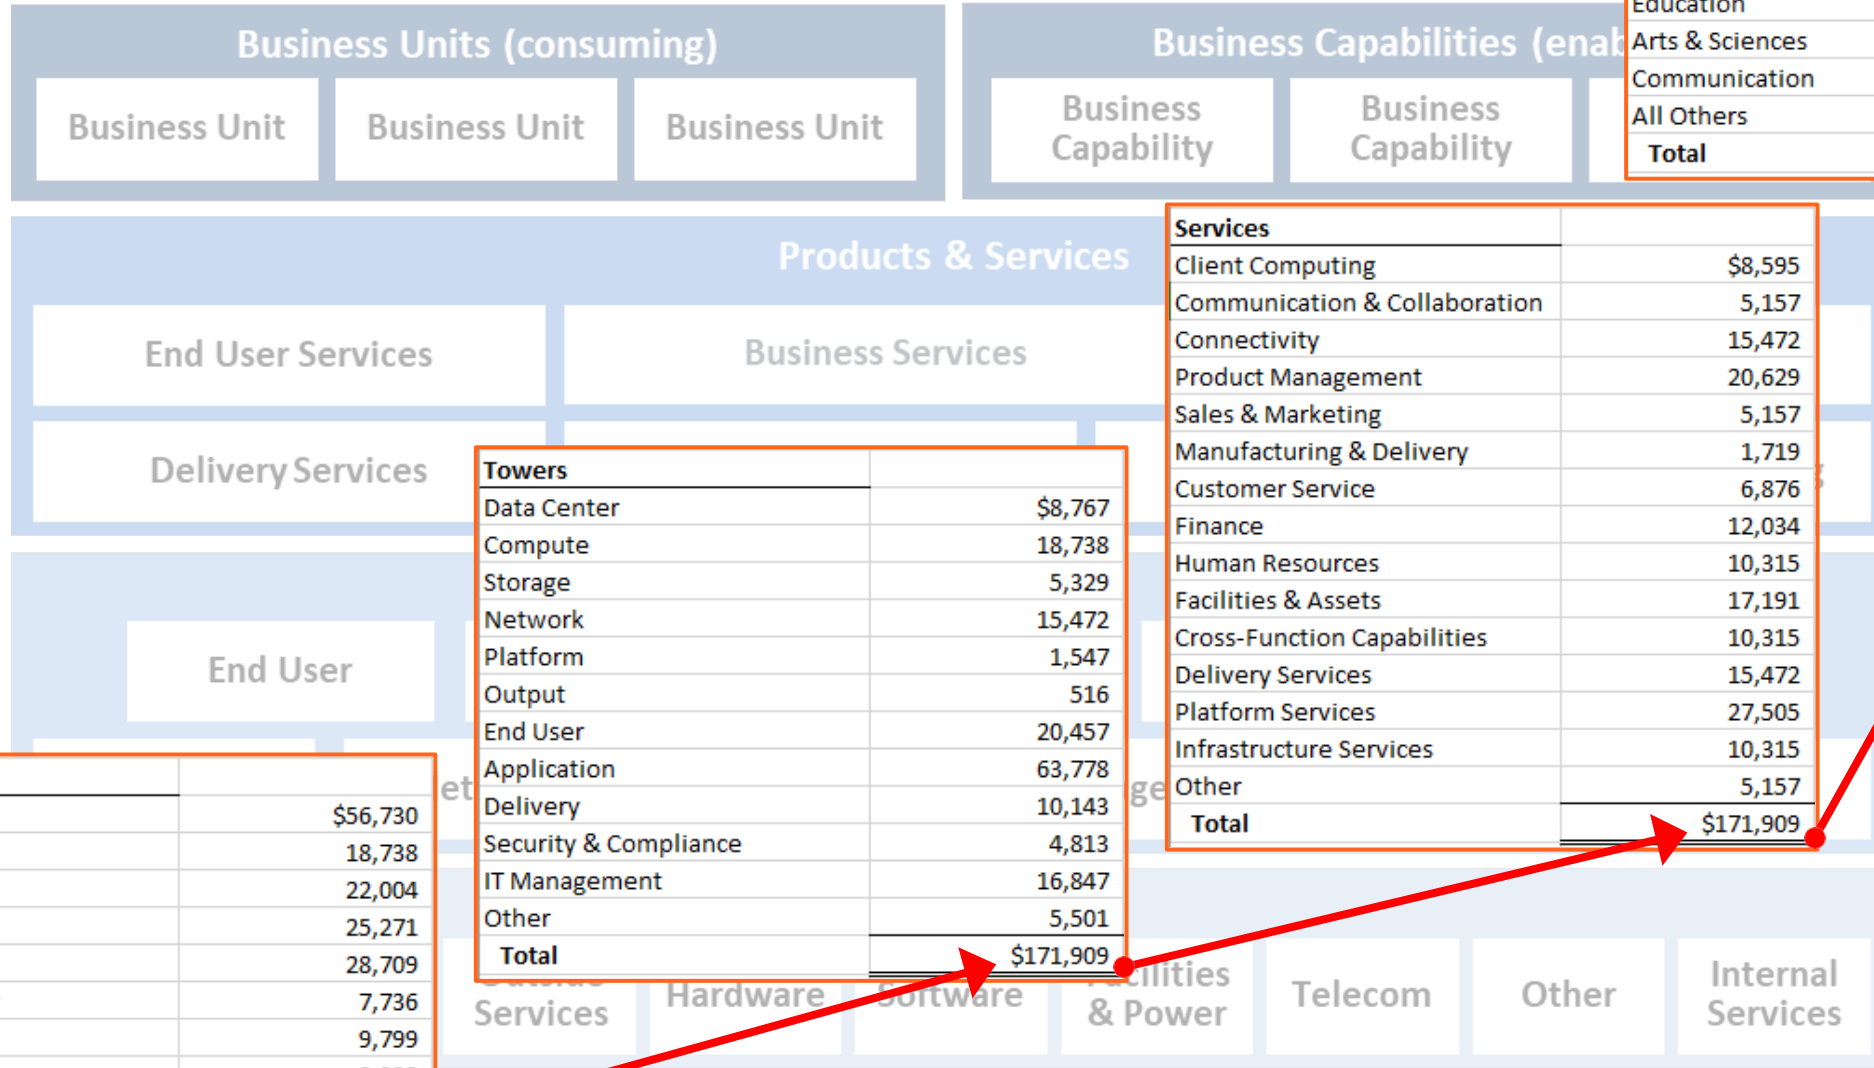 Business Units (consuming)
Business Unit
Business Unit
Business Unit
Business Capabilities (enab
Business
Capability
Business
Capability
Education
Arts & Sciences
Communication
All Others
Total
Products & Services
End User Services
Business Services
Delivery Services
Services
Client Computing $8,595
Communication & Collaboration 5,157
Connectivity 15,472
Product Management 20,629
Sales & Marketing 5,157
Manufacturing & Delivery 1,719
Customer Service 6,876
Finance 12,034
Human Resources 10,315
Facilities & Assets 17,191
Cross-Function Capabilities 10,315
Delivery Services 15,472
Platform Services 27,505
Infrastructure Services 10,315
Other 5,157
Total $171,909
Towers
Data Center $8,767
Compute 18,738
Storage 5,329
Network 15,472
Platform 1,547
Output 516
End User 20,457
Application 63,778
Delivery 10,143
Security & Compliance 4,813
IT Management 16,847
Other 5,501
Total $171,909
End User
et
ge
$56,730
18,738
22,004
25,271
28,709
7,736
9,799
Outside
Services
Hardware
Software
Facilities
& Power
Telecom
Other
Internal
Services